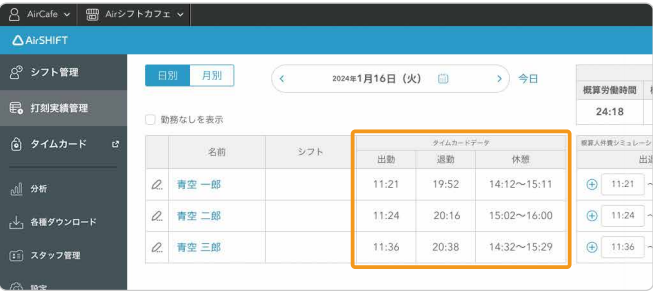 AirCafe Airシフトカフェ
AirSHIFT
シフト管理
打刻実績管理
タイムカード
分析
各種ダウンロード
スタッフ管理
設定
日別 月別
2024年1月16日（火）
今日
勤務なしを表示
概算労働時間
24:18
名前 シフト タイムカードデータ
出勤 退勤 休憩
概算人件費シミュレーシ
青空 一郎 11:21 19:52 14:12〜15:11 11:21 〜
青空 二郎 11:24 20:16 15:02〜16:00 11:24 〜
青空 三郎 11:36 20:38 14:32〜15:29 11:36 〜